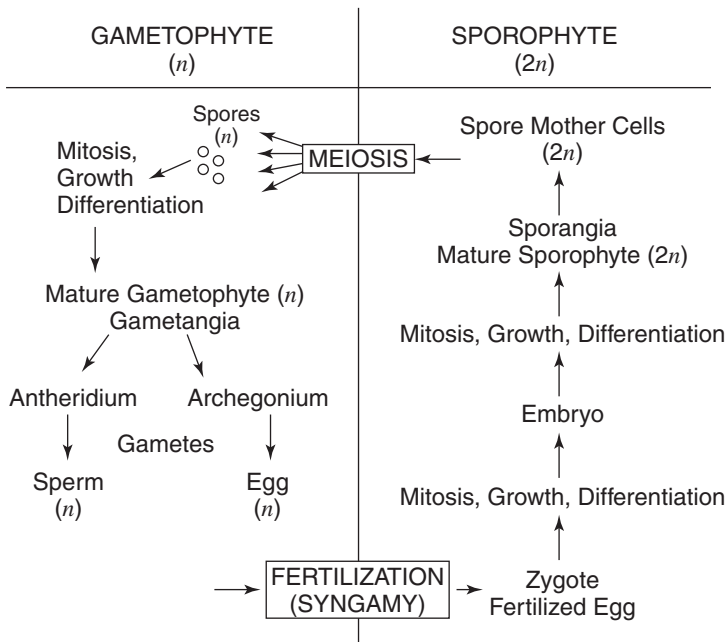 GAMETOPHYTE
(n)
SPOROPHYTE
(2n)
Spores
(n)
Mitosis,
Growth
Differentiation
MEIOSIS
Spore Mother Cells
(2n)
Sporangia
Mature Sporophyte (2n)
Mature Gametophyte (n)
Gametangia
Mitosis, Growth, Differentiation
Antheridium
Archegonium
Embryo
Gametes
Sperm
(n)
Egg
(n)
Mitosis, Growth, Differentiation
FERTILIZATION
(SYNGAMY)
Zygote
Fertilized Egg